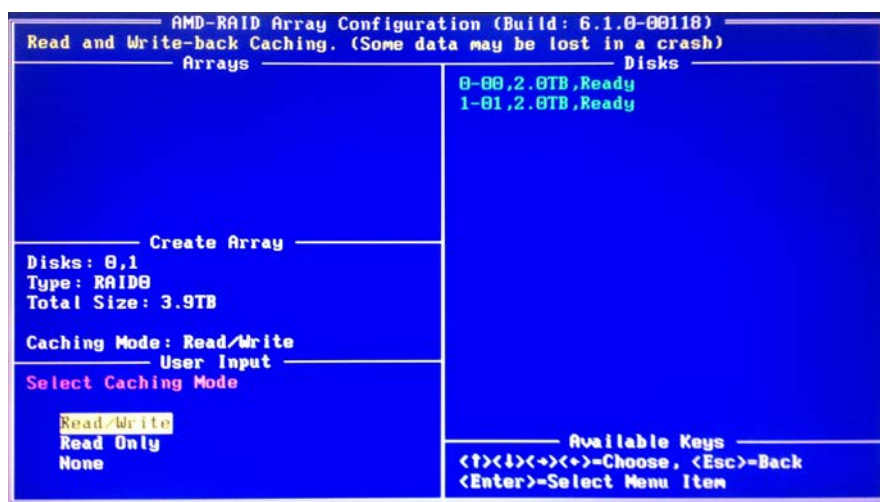 AMD-RAID Array Configuration (Build: 6.1.0-00118)
Read and Write-back Caching. (Some data may be lost in a crash)
Arrays
Disks
0-00,2.0TB,Ready
1-01,2.0TB,Ready
Create Array
Disks: 0,1
Type: RAID0
Total Size: 3.9TB
Caching Mode: Read/Write
User Input
Select Caching Mode
Read/Write
Read Only
None
Available Keys
<↑><↓><→><←>=Choose, <Esc>=Back
<Enter>=Select Menu Item